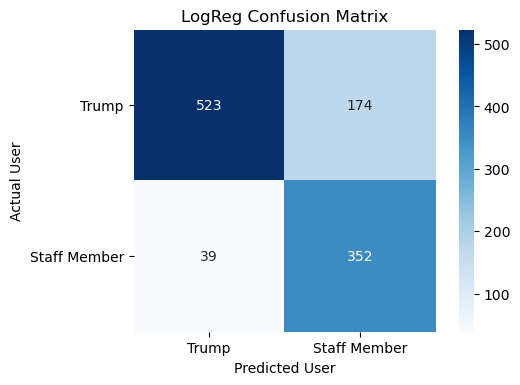 LogReg Confusion Matrix
Actual User
Trump
523
174
Staff Member
39
352
Trump
Staff Member
Predicted User
500
400
300
200
100